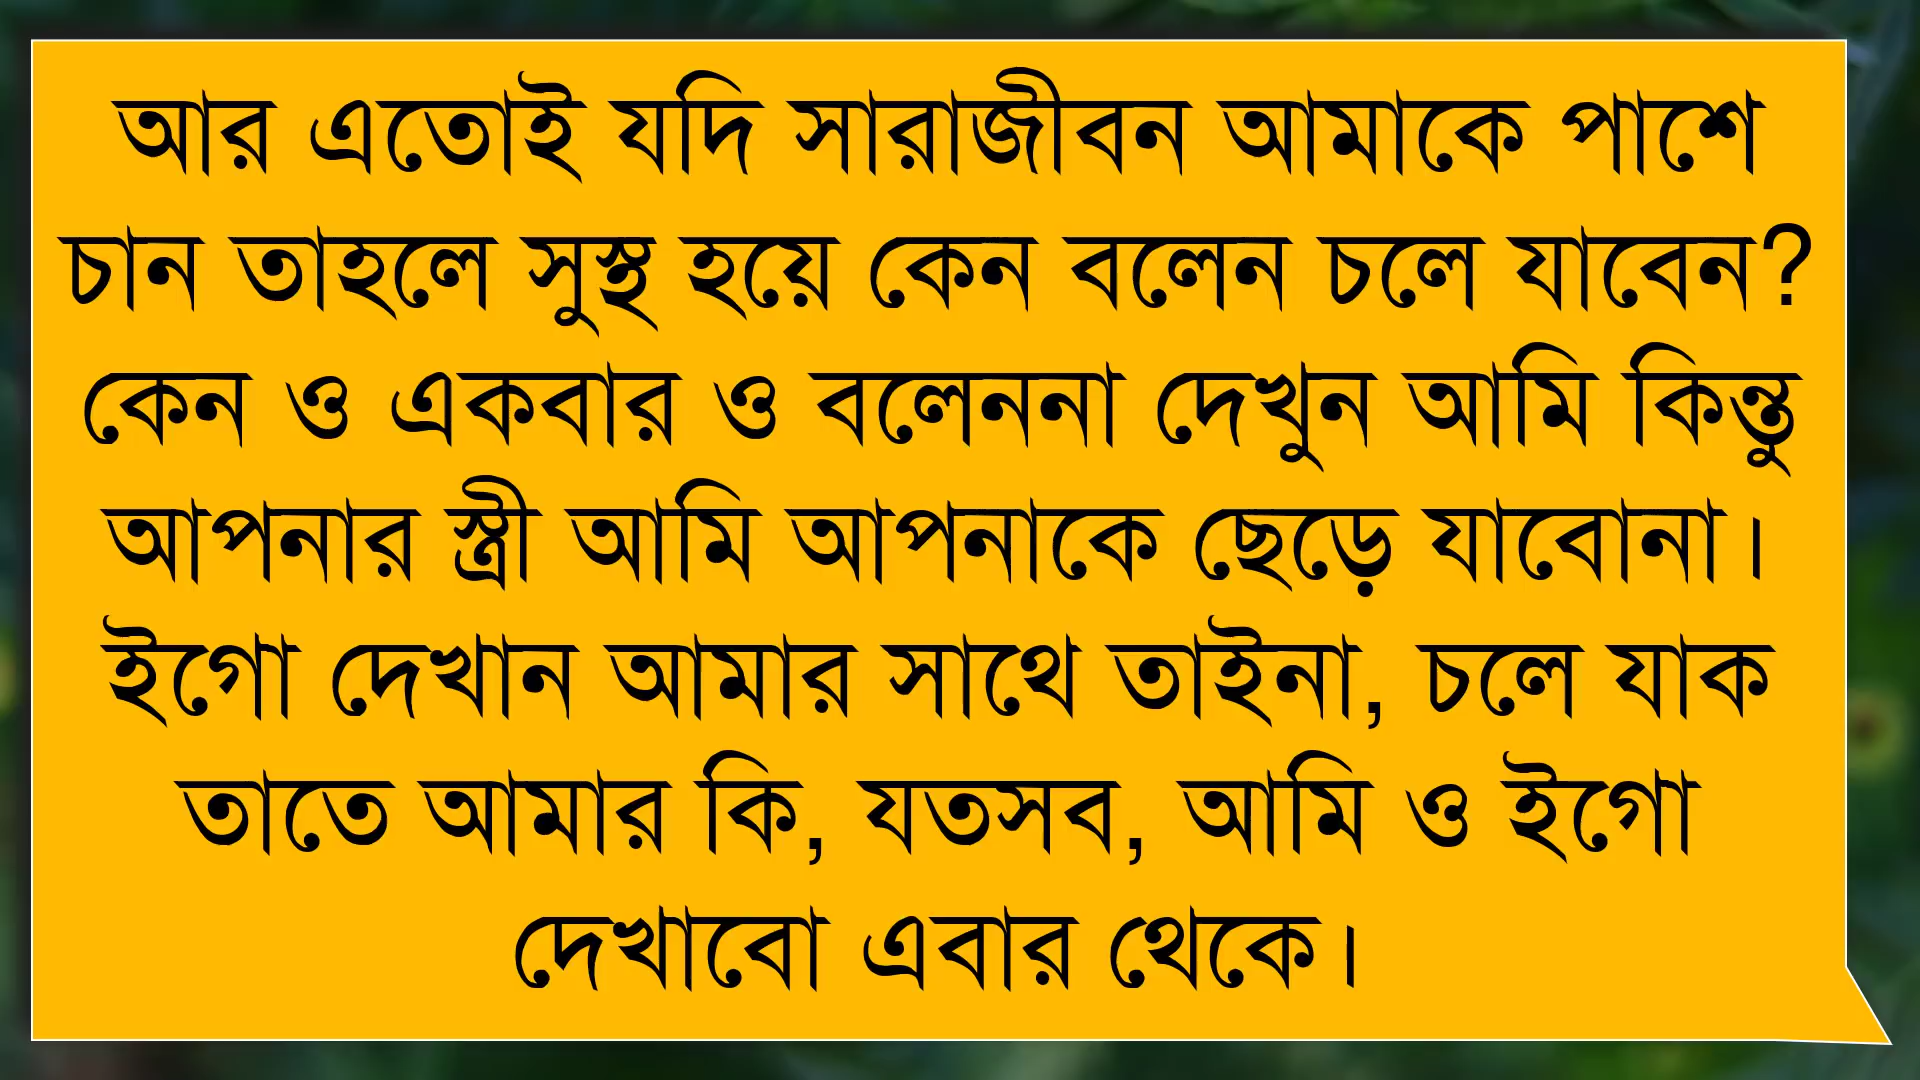 আর এতোই যদি সারাজীবন আমাকে পাশে
চান তাহলে সুস্থ হয়ে কেন বলেন চলে যাবেন?
কেন ও একবার ও বলেননা দেখুন আমি কিন্তু
আপনার স্ত্রী আমি আপনাকে ছেড়ে যাবোনা।
ইগো দেখান আমার সাথে তাইনা, চলে যাক
তাতে আমার কি, যতসব, আমি ও ইগো
দেখাবো এবার থেকে।